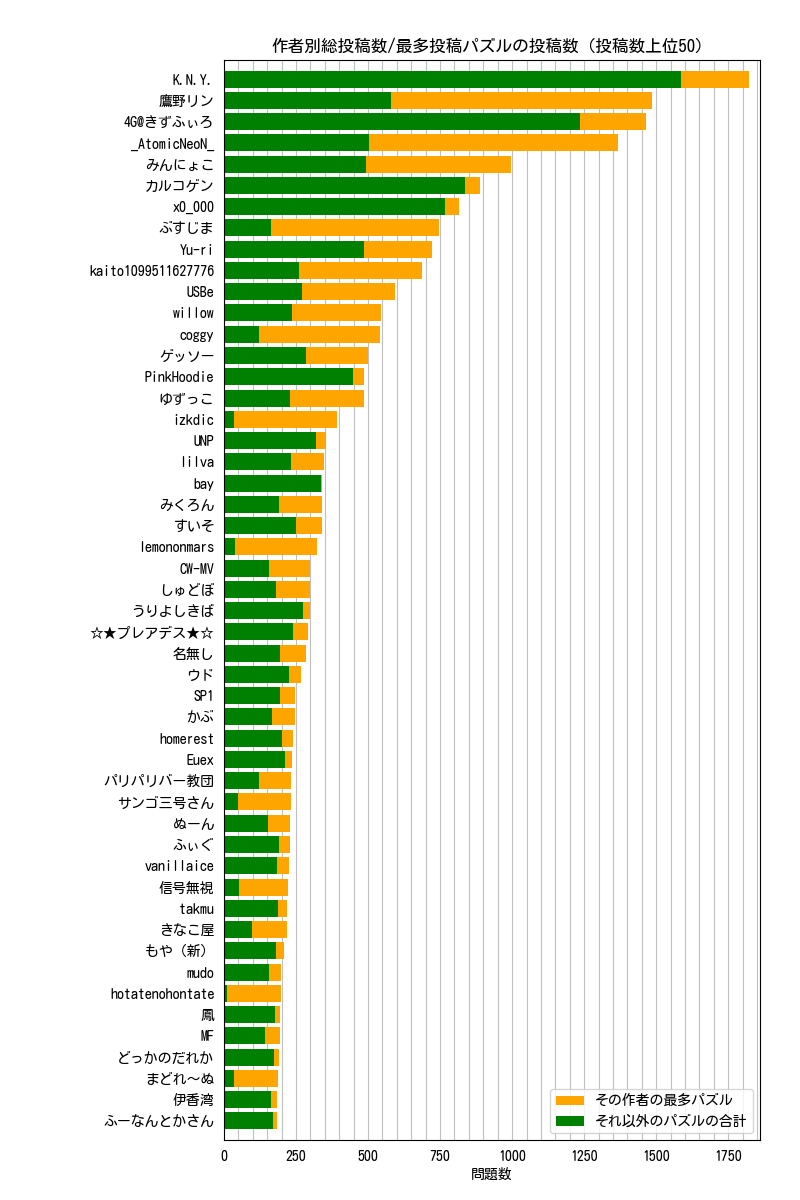 作者別総投稿数/最多投稿パズルの投稿数（投稿数上位50）
K.N.Y.
鷹野リン
4G@きずふぃろ
_AtomicNeoN_
みんにょこ
カルコゲン
x0_000
ぶすじま
Yu-ri
kaito1099511627776
USBe
willow
coggy
ゲッソー
PinkHoodie
ゆずっこ
izkdic
UNP
lilva
bay
みくろん
すいそ
lemononmars
CW-MV
しゅどぼ
うりよしきば
☆★プレアデス★☆
名無し
ウド
SP1
かぶ
homerest
Euex
パリパリバー教団
サンゴ三号さん
ぬーん
ふぃぐ
vanillaice
信号無視
takmu
きなこ屋
もや（新）
mudo
hotatenohontate
鳳
MF
どっかのだれか
まどれ～ぬ
伊香湾
ふーなんとかさん
その作者の最多パズル
それ以外のパズルの合計
0 250 500 750 1000 1250 1500 1750
問題数